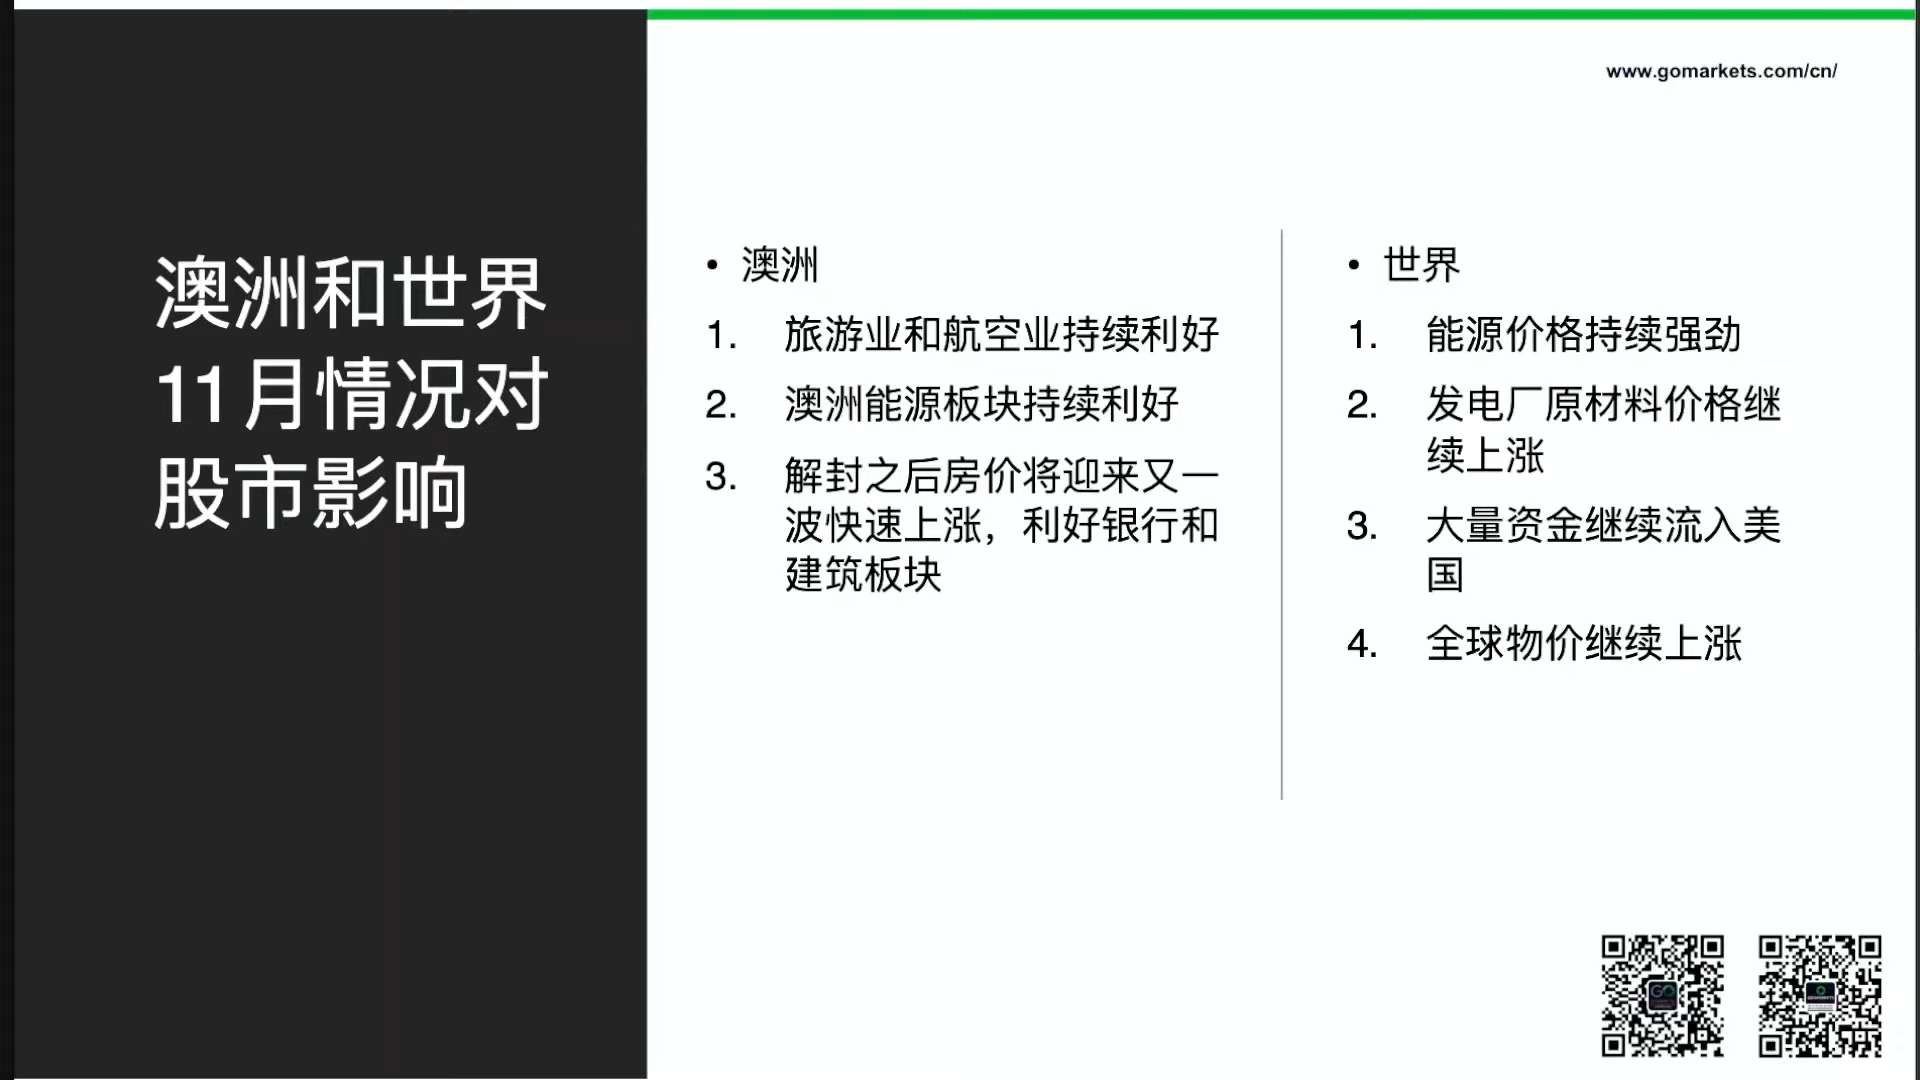 www.gomarkets.com/cn/
澳洲和世界
11月情况对
股市影响
• 澳洲
1. 旅游业和航空业持续利好
2. 澳洲能源板块持续利好
3. 解封之后房价将迎来又一
波快速上涨，利好银行和
建筑板块
• 世界
1. 能源价格持续强劲
2. 发电厂原材料价格继
续上涨
3. 大量资金继续流入美
国
4. 全球物价继续上涨